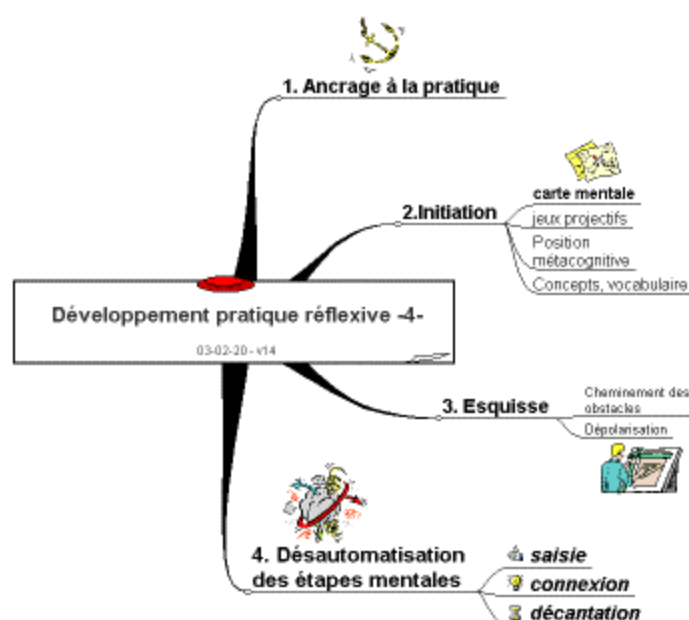 1. Ancrage à la pratique
carte mentale
2.Initiation
jeux projectifs
Position
métacognitive
Concepts, vocabulaire
Développement pratique réflexive -4-
03-02-20 - v14
Cheminement des
obstacles
3. Esquisse
Dépolarisation
4. Désautomatisation
des étapes mentales
saisie
connexion
décantation